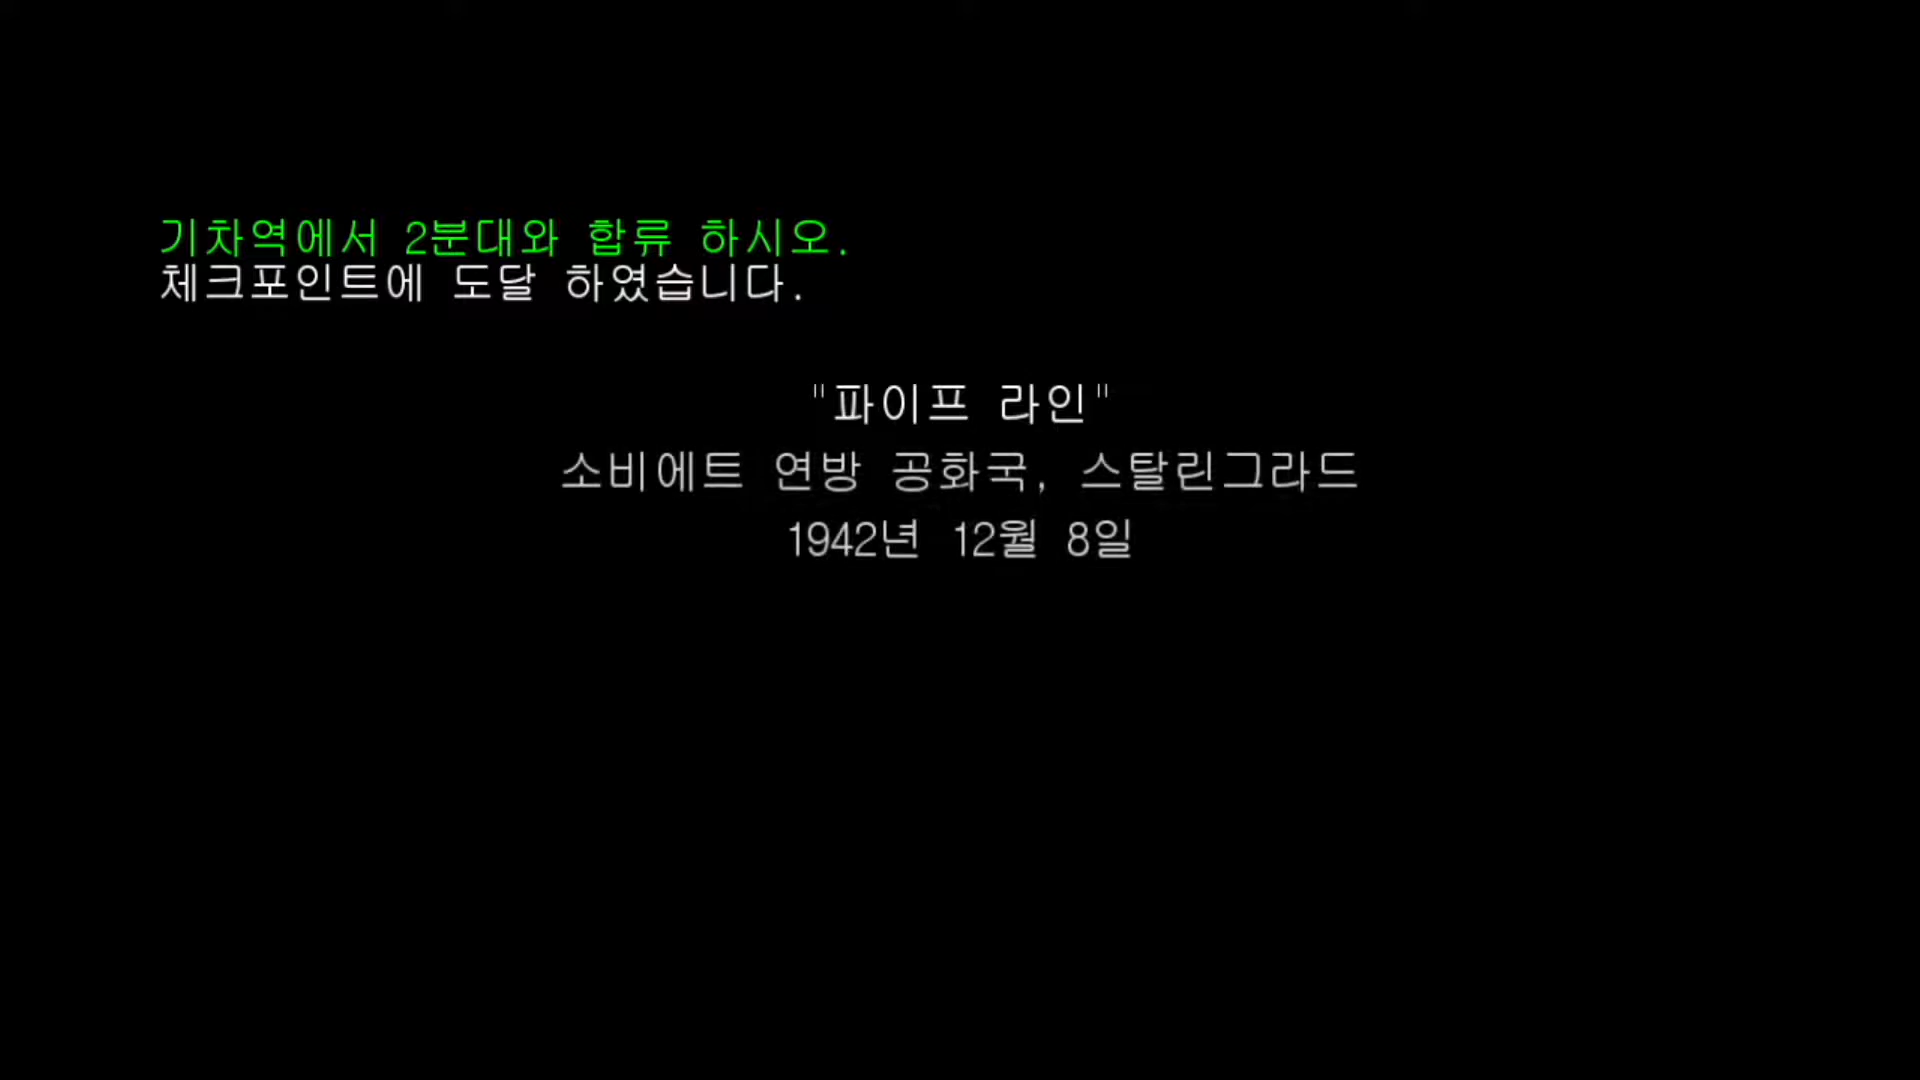 기차역에서 2분대와 합류 하시오.
체크포인트에 도달 하였습니다.
"파이프 라인"
소비에트 연방 공화국, 스탈린그라드
1942년 12월 8일